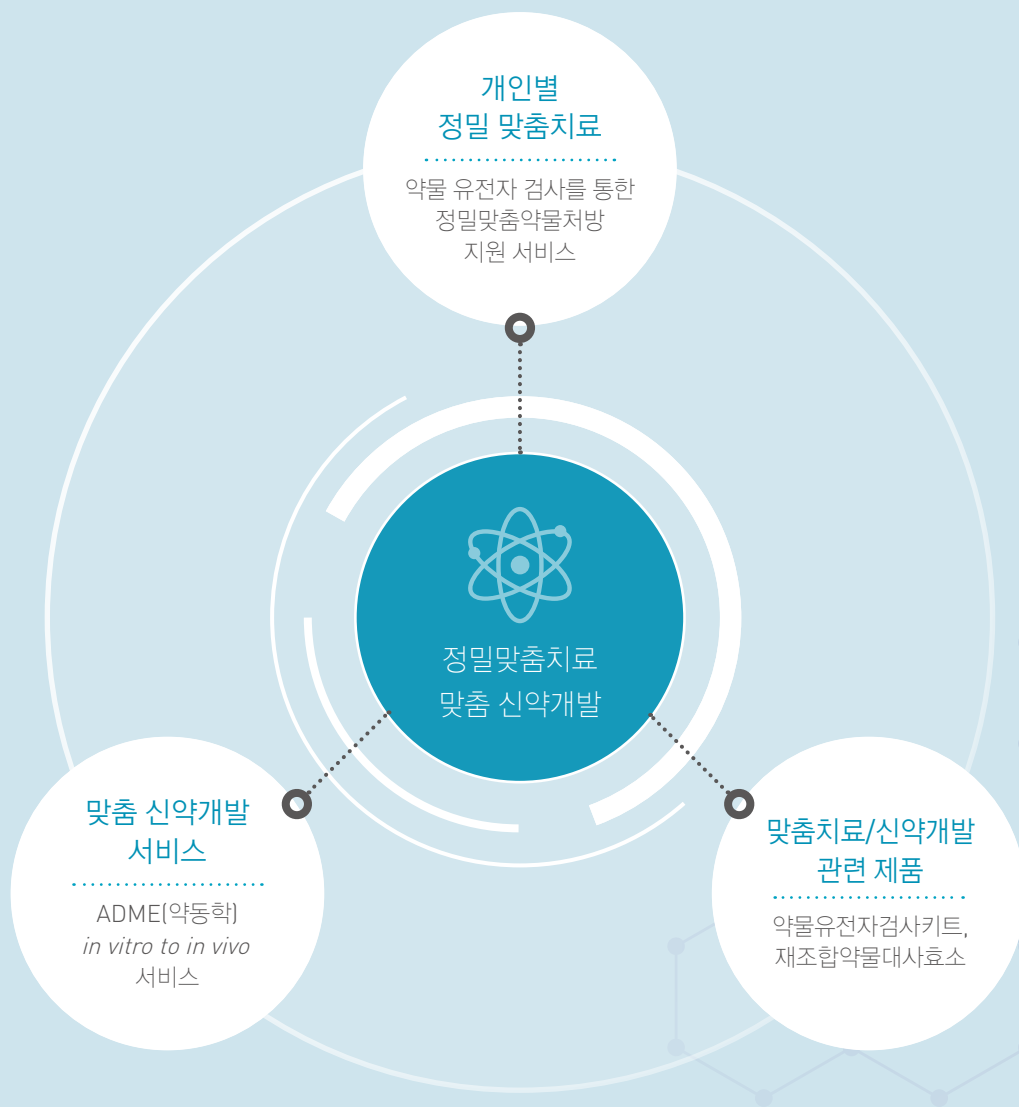 개인별
정밀 맞춤치료
약물 유전자 검사를 통한
정밀맞춤약물처방
지원 서비스
정밀맞춤치료
맞춤 신약개발
맞춤 신약개발
서비스
ADME(약동학)
in vitro to in vivo
서비스
맞춤치료/신약개발
관련 제품
약물유전자검사키트,
재조합약물대사효소